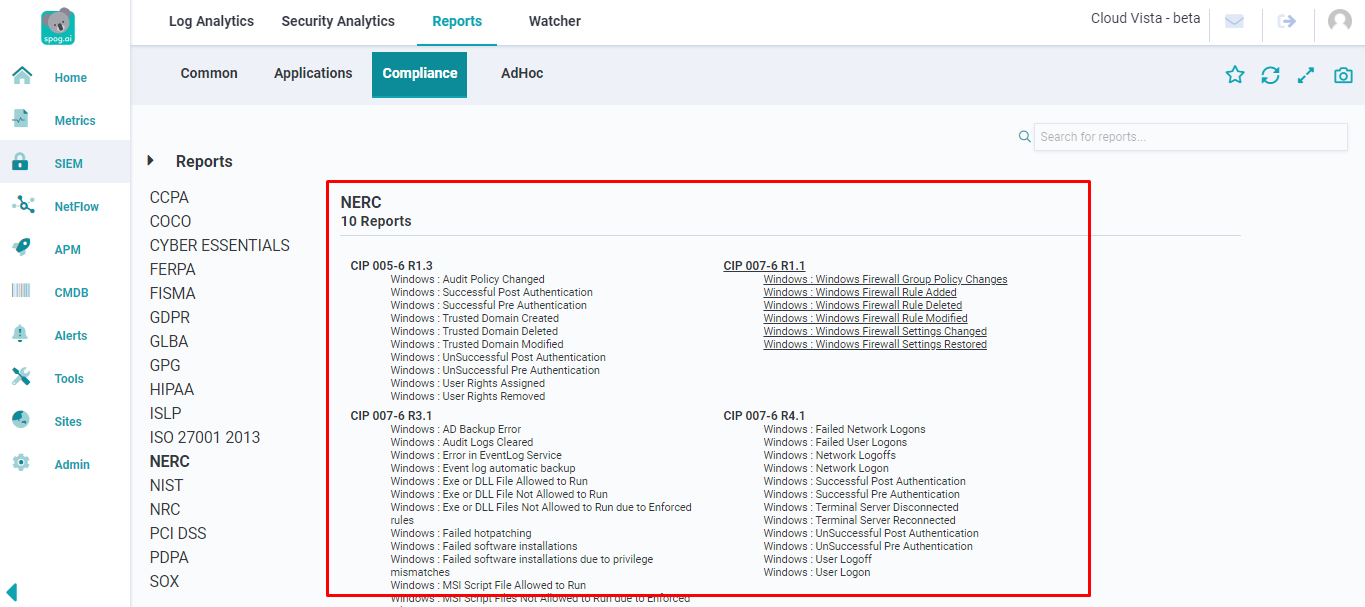 spog.ai
Log Analytics
Security Analytics
Reports
Watcher
Cloud Vista - beta
Home
Metrics
SIEM
NetFlow
APM
CMDB
Alerts
Tools
Sites
Admin
Common
Applications
Compliance
AdHoc
Search for reports...
Reports
CCPA
COCO
CYBER ESSENTIALS
FERPA
FISMA
GDPR
GLBA
GPG
HIPAA
ISLP
ISO 27001 2013
NERC
NIST
NRC
PCI DSS
PDPA
SOX
NERC
10 Reports
CIP 005-6 R1.3
Windows : Audit Policy Changed
Windows : Successful Post Authentication
Windows : Successful Pre Authentication
Windows : Trusted Domain Created
Windows : Trusted Domain Deleted
Windows : Trusted Domain Modified
Windows : UnSuccessful Post Authentication
Windows : UnSuccessful Pre Authentication
Windows : User Rights Assigned
Windows : User Rights Removed
CIP 007-6 R1.1
Windows : Windows Firewall Group Policy Changes
Windows : Windows Firewall Rule Added
Windows : Windows Firewall Rule Deleted
Windows : Windows Firewall Rule Modified
Windows : Windows Firewall Settings Changed
Windows : Windows Firewall Settings Restored
CIP 007-6 R3.1
Windows : AD Backup Error
Windows : Audit Logs Cleared
Windows : Error in EventLog Service
Windows : Event log automatic backup
Windows : Exe or DLL File Allowed to Run
Windows : Exe or DLL File Not Allowed to Run
Windows : Exe or DLL Files Not Allowed to Run due to Enforced
rules
Windows : Failed hotpatching
Windows : Failed software installations
Windows : Failed software installations due to privilege
mismatches
Windows : MSI Script File Allowed to Run
Windows : MSI Script Files Not Allowed to Run due to Enforced
CIP 007-6 R4.1
Windows : Failed Network Logons
Windows : Failed User Logons
Windows : Network Logoffs
Windows : Network Logon
Windows : Successful Post Authentication
Windows : Successful Pre Authentication
Windows : Terminal Server Disconnected
Windows : Terminal Server Reconnected
Windows : UnSuccessful Post Authentication
Windows : UnSuccessful Pre Authentication
Windows : User Logoff
Windows : User Logon